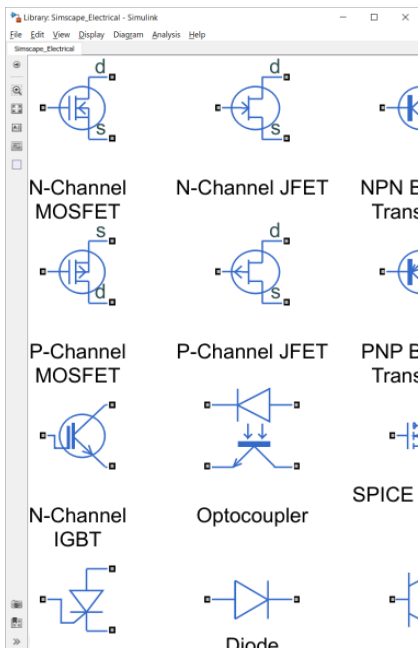 Library: Simscape_Electrical - Simulink
File Edit View Display Diagram Analysis Help
Simscape_Electrical
d
s
N-Channel
MOSFET
d
s
N-Channel JFET
NPN B
Trans
s
d
P-Channel
MOSFET
d
s
P-Channel JFET
PNP B
Trans
N-Channel
IGBT
Optocoupler
SPICE
Diode